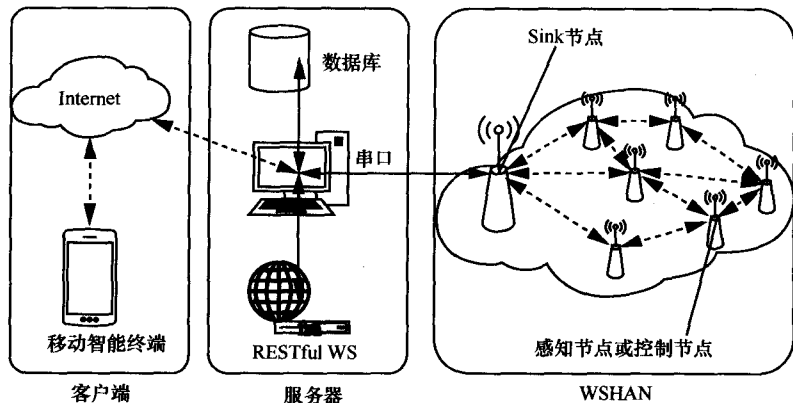 Sink节点
数据库
Internet
串口
移动智能终端
RESTful WS
感知节点或控制节点
客户端
服务器
WSHAN